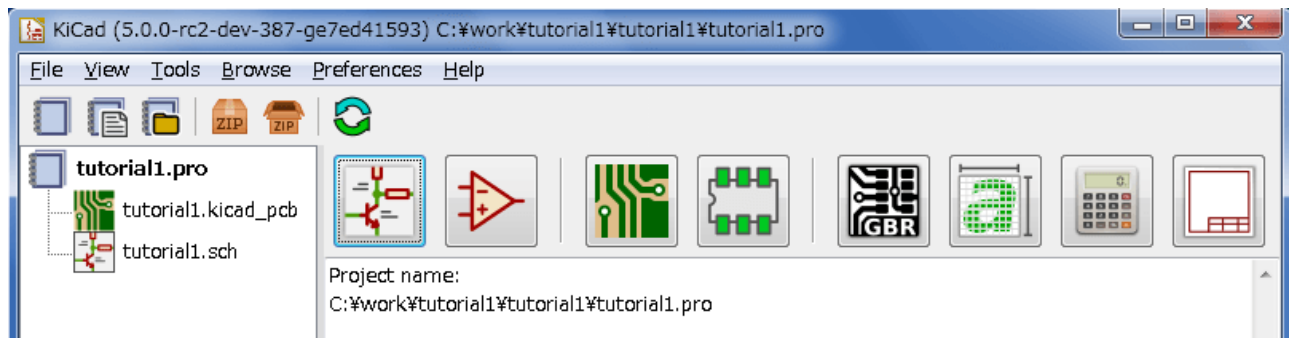 KiCad (5.0.0-rc2-dev-387-ge7ed41593) C:¥work¥tutorial1¥tutorial1¥tutorial1.pro
File View Tools Browse Preferences Help
ZIP ZIP
tutorial1.pro
tutorial1.kicad_pcb
tutorial1.sch
GBR
a
0.
Project name:
C:¥work¥tutorial1¥tutorial1¥tutorial1.pro